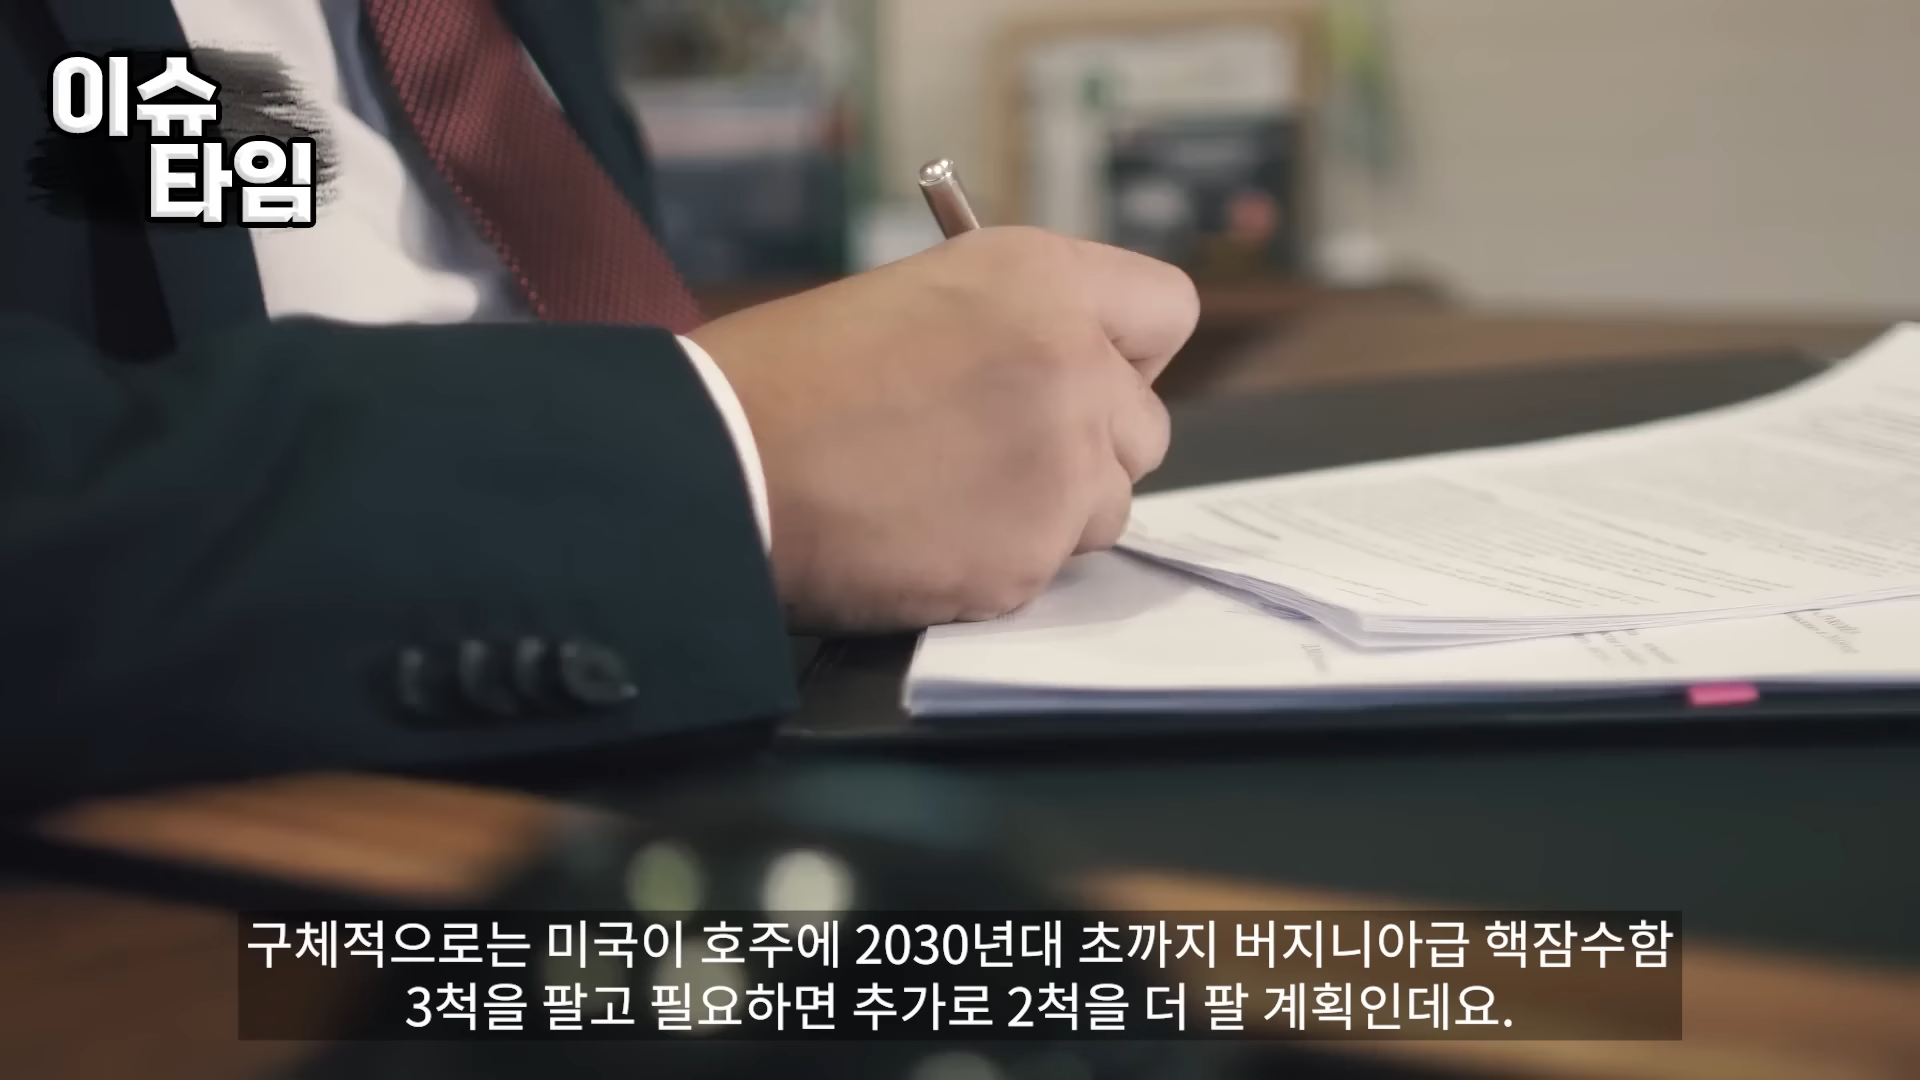 이슈
타임
구체적으로는 미국이 호주에 2030년대 초까지 버지니아급 핵잠수함
3척을 팔고 필요하면 추가로 2척을 더 팔 계획인데요.